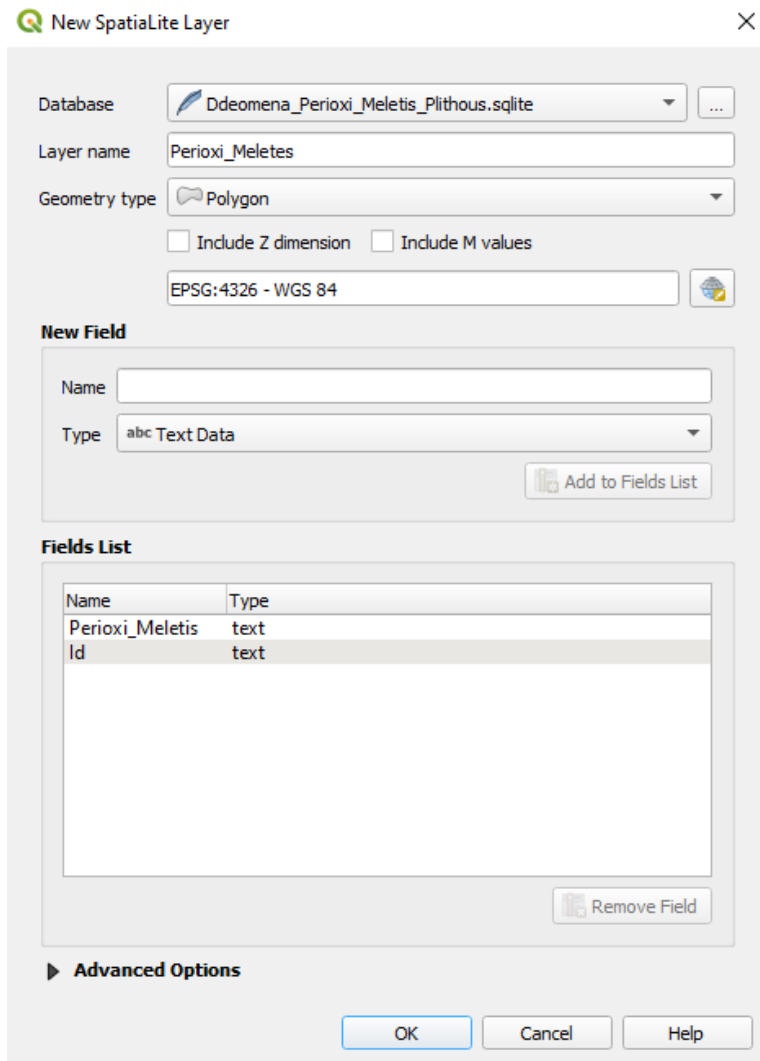 New SpatiaLite Layer
Database Ddeomena_Perioxi_Meletis_Plithous.sqlite ...
Layer name Perioxi_Meletes
Geometry type Polygon
Include Z dimension Include M values
EPSG:4326 - WGS 84
New Field
Name
Type abc Text Data
Add to Fields List
Fields List
Name Type
Perioxi_Meletis text
Id text
Remove Field
Advanced Options
OK Cancel Help